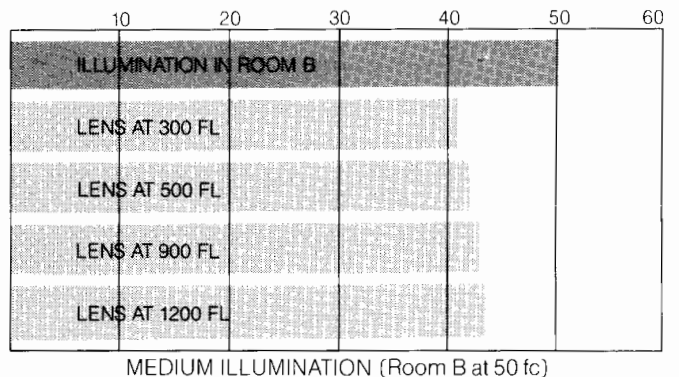 10 20 30 40 50 60
ILLUMINATION IN ROOM B
LENS AT 300 FL
LENS AT 500 FL
LENS AT 900 FL
LENS AT 1200 FL
MEDIUM ILLUMINATION (Room B at 50 fc)